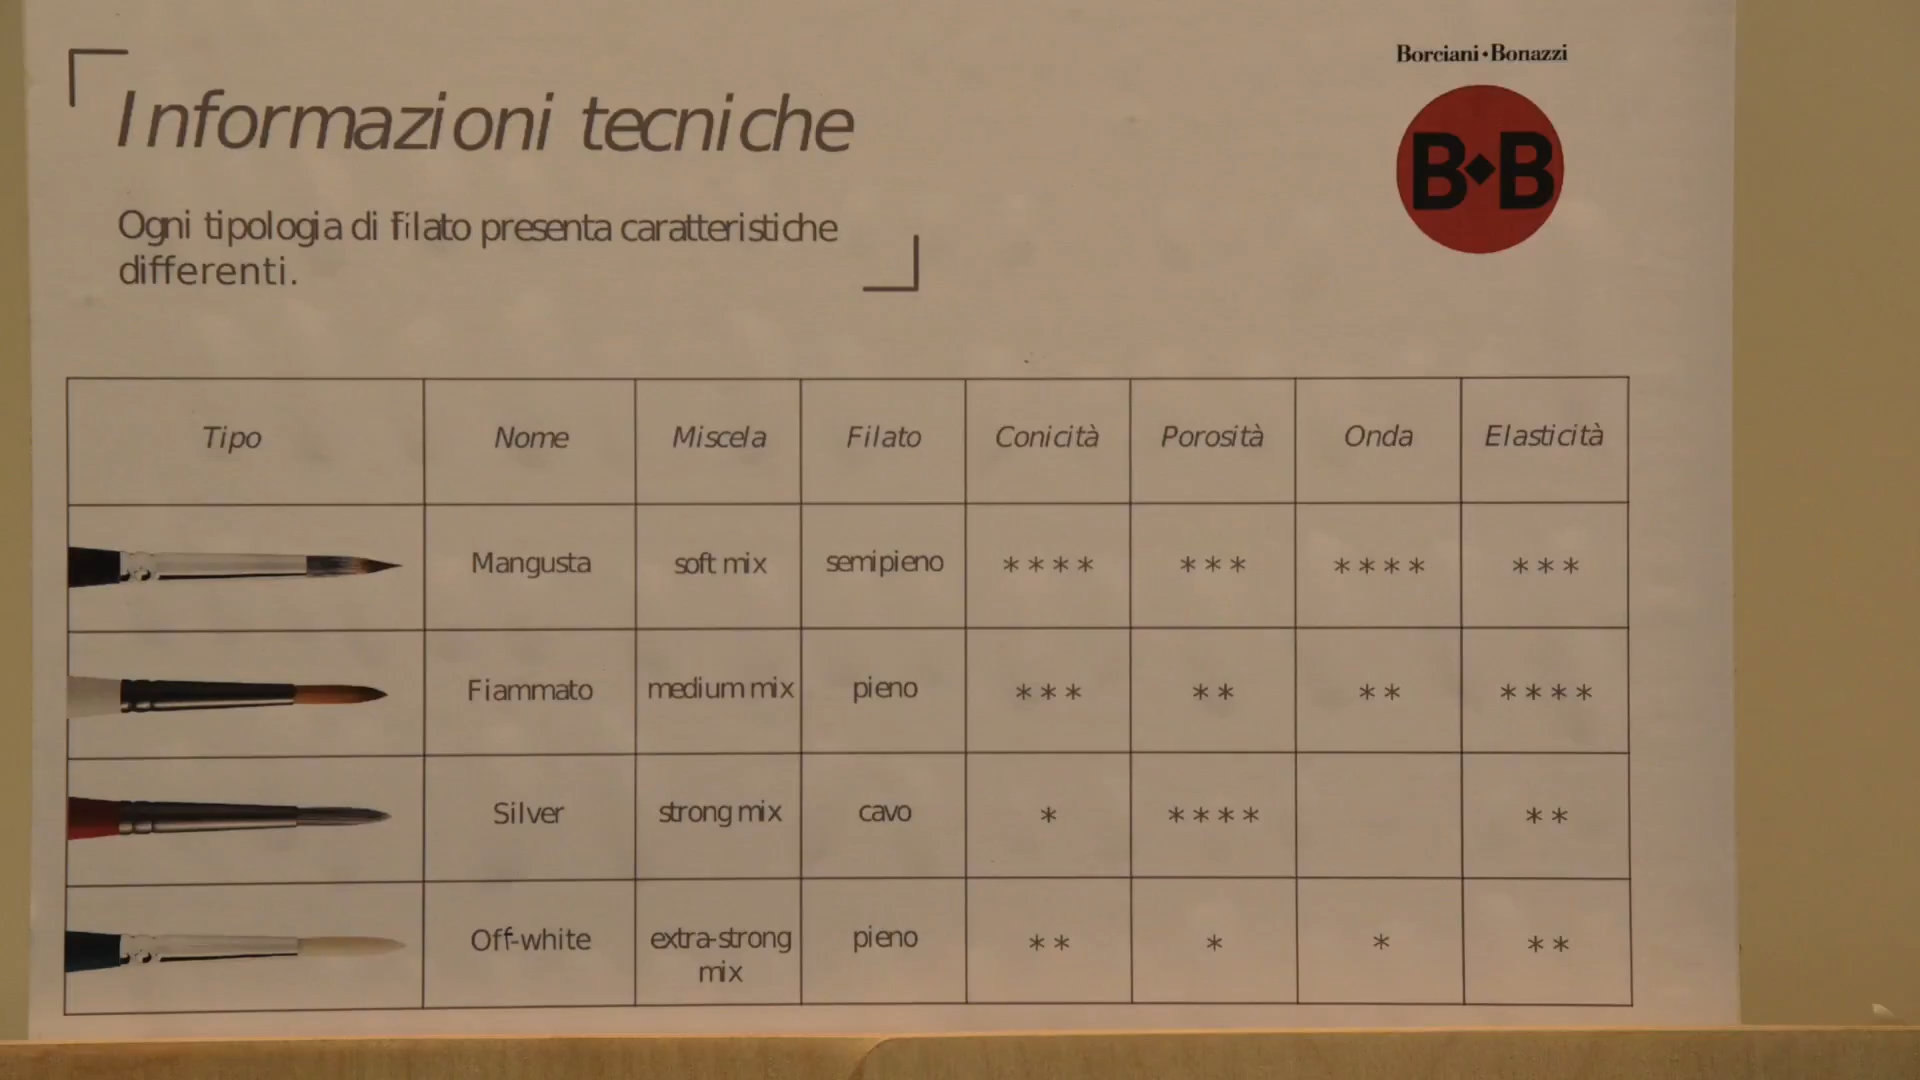 Borciani•Bonazzi
B◆B
Informazioni tecniche
Ogni tipologia di filato presenta caratteristiche
differenti.
Tipo Nome Miscela Filato Conicità Porosità Onda Elasticità
Mangusta soft mix semipieno **** *** **** ***
Fiammato medium mix pieno *** ** ** ****
Silver strong mix cavo * **** **
Off-white extra-strong pieno ** * * **
mix